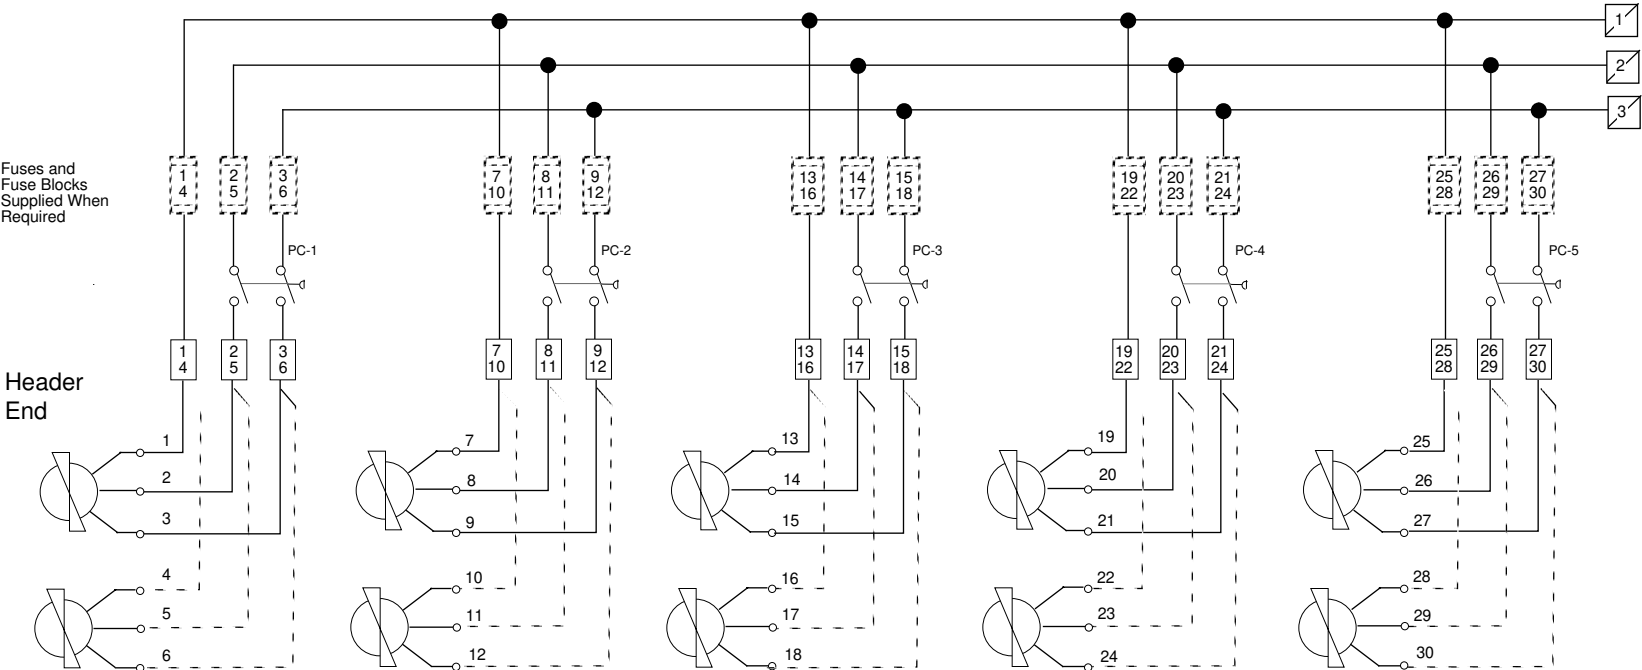 1
2
3
Fuses and
Fuse Blocks
Supplied When
Required
1 2 3 7 8 9 13 14 15 19 20 21 25 26 27
4 5 6 10 11 12 16 17 18 22 23 24 28 29 30
PC-1 PC-2 PC-3 PC-4 PC-5
1 2 3 7 8 9 13 14 15 19 20 21 25 26 27
4 5 6 10 11 12 16 17 18 22 23 24 28 29 30
Header
End
1 7 13 19 25
2 8 14 20 26
3 9 15 21 27
4 10 16 22 28
5 11 17 23 29
6 12 18 24 30